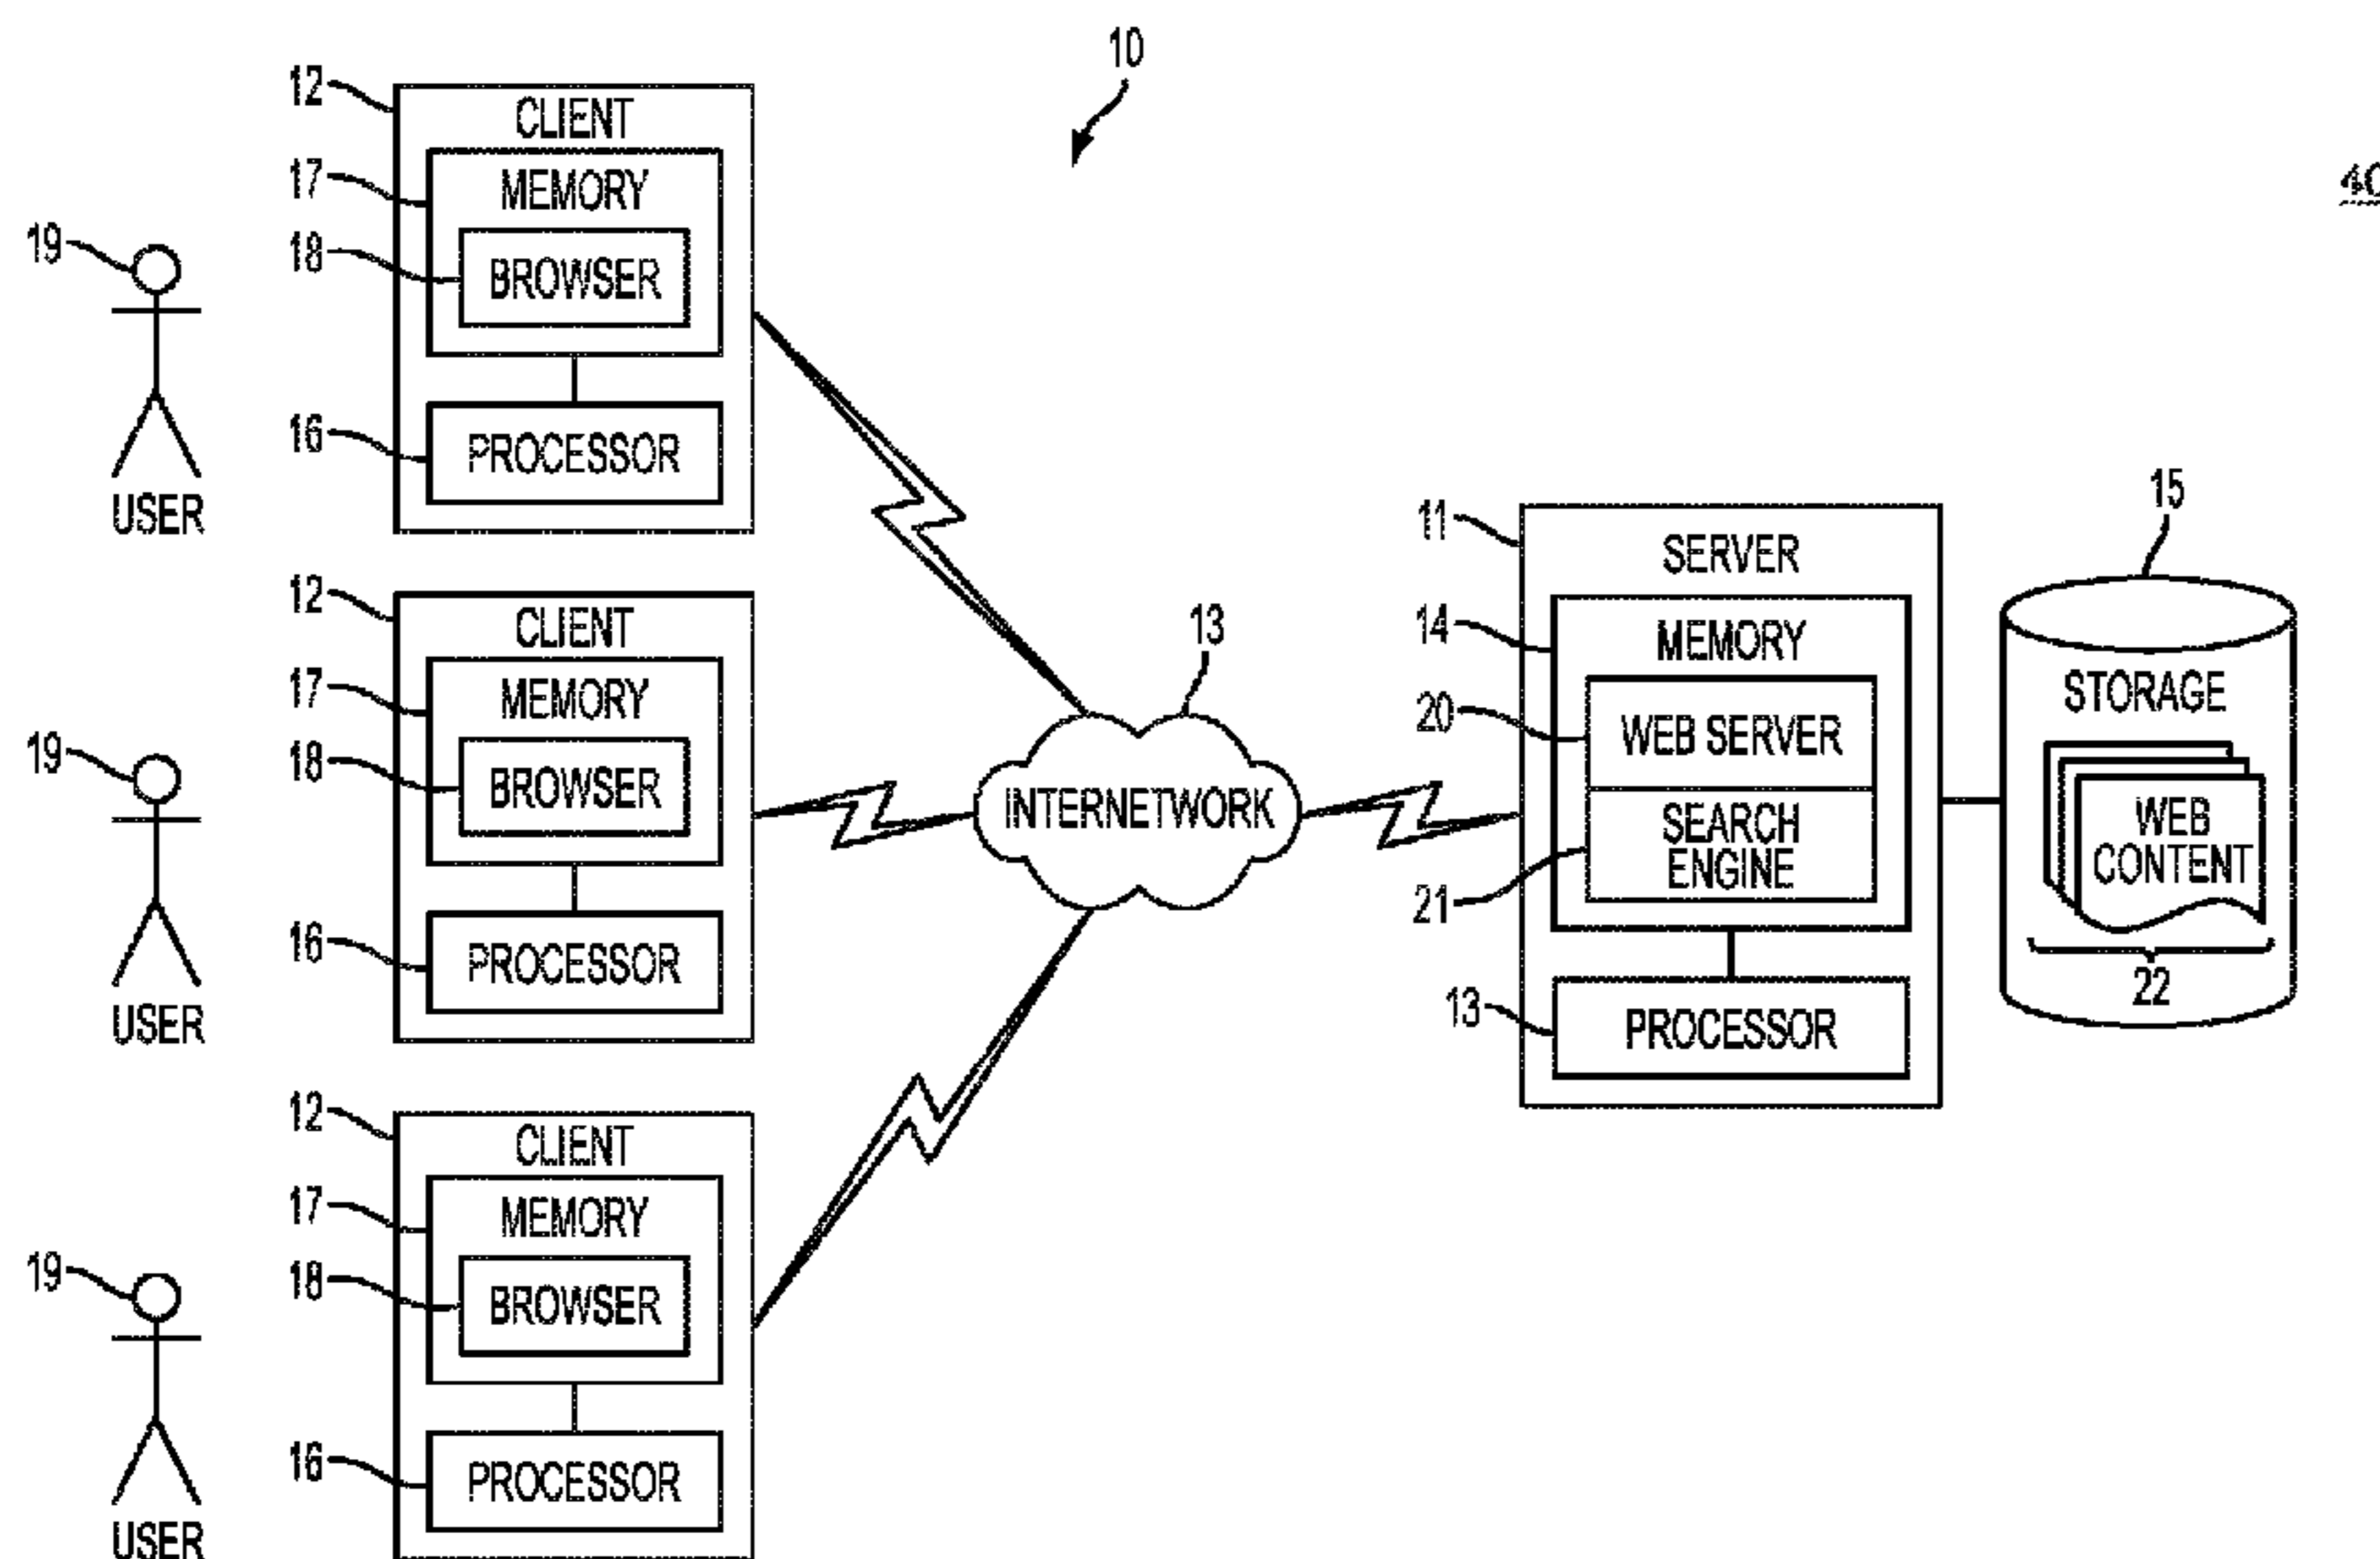 10
12
CLIENT
17
MEMORY
18
BROWSER
16
PROCESSOR
19
USER
12
CLIENT
17
MEMORY
18
BROWSER
16
PROCESSOR
19
USER
12
CLIENT
17
MEMORY
18
BROWSER
16
PROCESSOR
19
USER
13
INTERNETWORK
11
SERVER
14
MEMORY
20
WEB SERVER
21
SEARCH
ENGINE
13
PROCESSOR
15
STORAGE
WEB
CONTENT
22